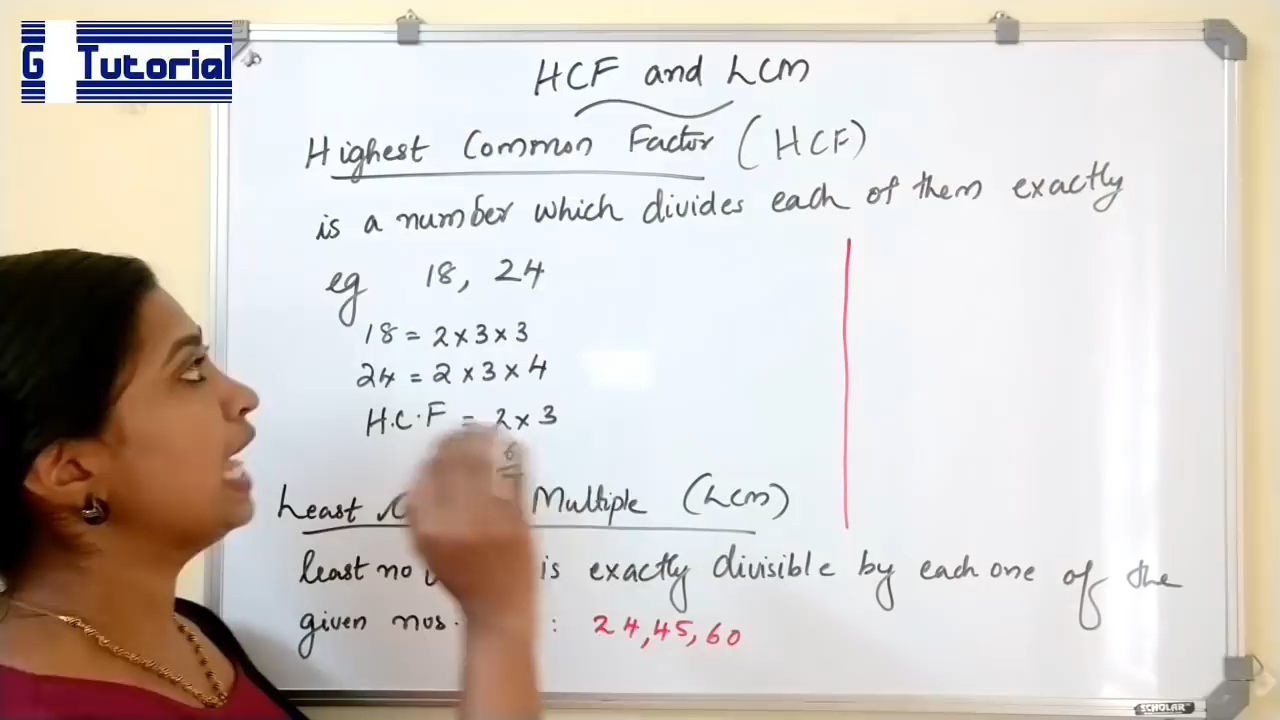 G Tutorial
HCF and LCM
Highest Common Factor (HCF)
is a number which divides each of them exactly
eg 18, 24
18 = 2 × 3 × 3
24 = 2 × 3 × 4
H.C.F = 2 × 3
6
Least Multiple (LCM)
least no is exactly divisible by each one of the
given nos. : 24, 45, 60
SCHOLAR